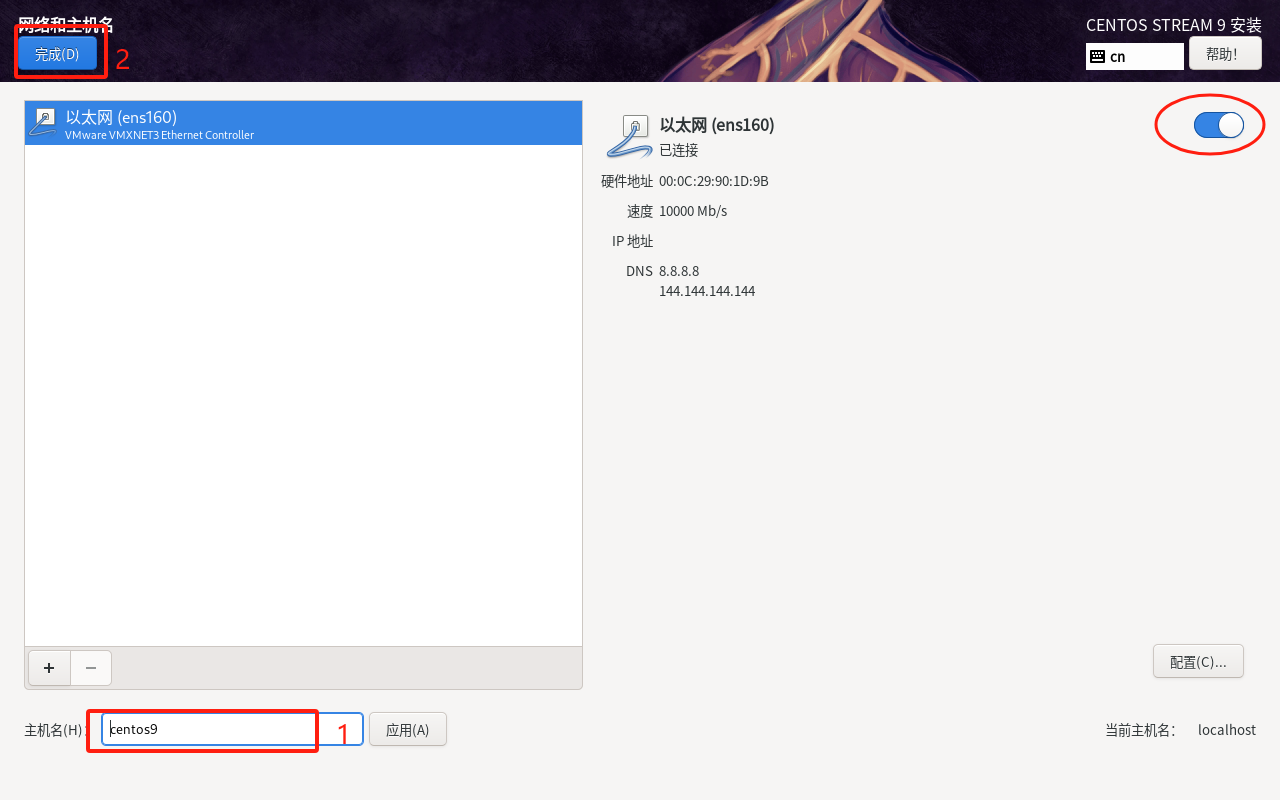 网络和主机名
完成(D)
2
CENTOS STREAM 9 安装
cn
帮助!
以太网 (ens160)
VMware VMXNET3 Ethernet Controller
以太网 (ens160)
已连接
硬件地址 00:0C:29:90:1D:9B
速度 10000 Mb/s
IP 地址
DNS 8.8.8.8
144.144.144.144
+ −
配置(C)...
主机名(H):
centos9
1
应用(A)
当前主机名: localhost